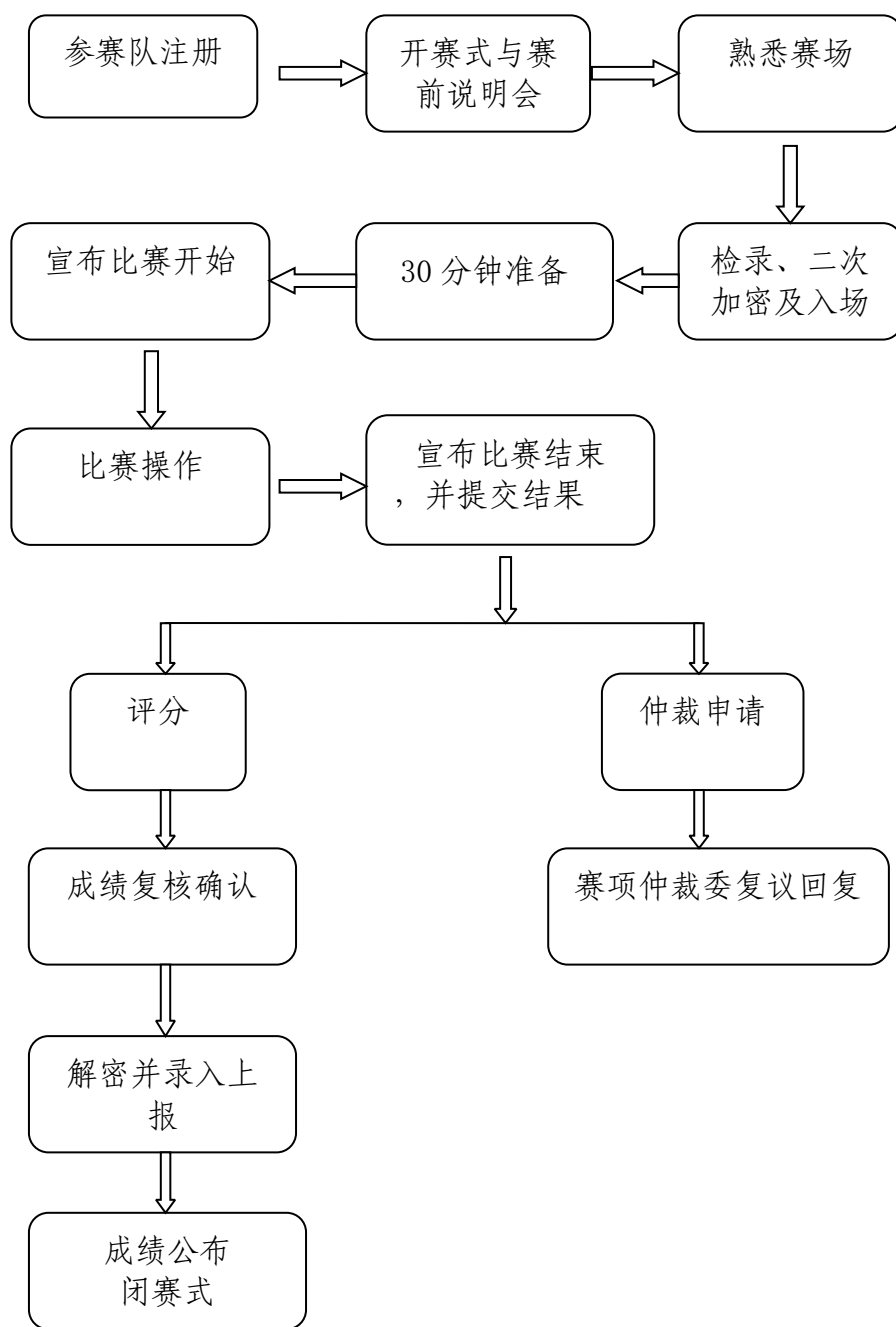 参赛队注册
开赛式与赛
前说明会
熟悉赛场
宣布比赛开始
30 分钟准备
检录、二次
加密及入场
比赛操作
宣布比赛结束
，并提交结果
评分
仲裁申请
成绩复核确认
赛项仲裁委复议回复
解密并录入上
报
成绩公布
闭赛式